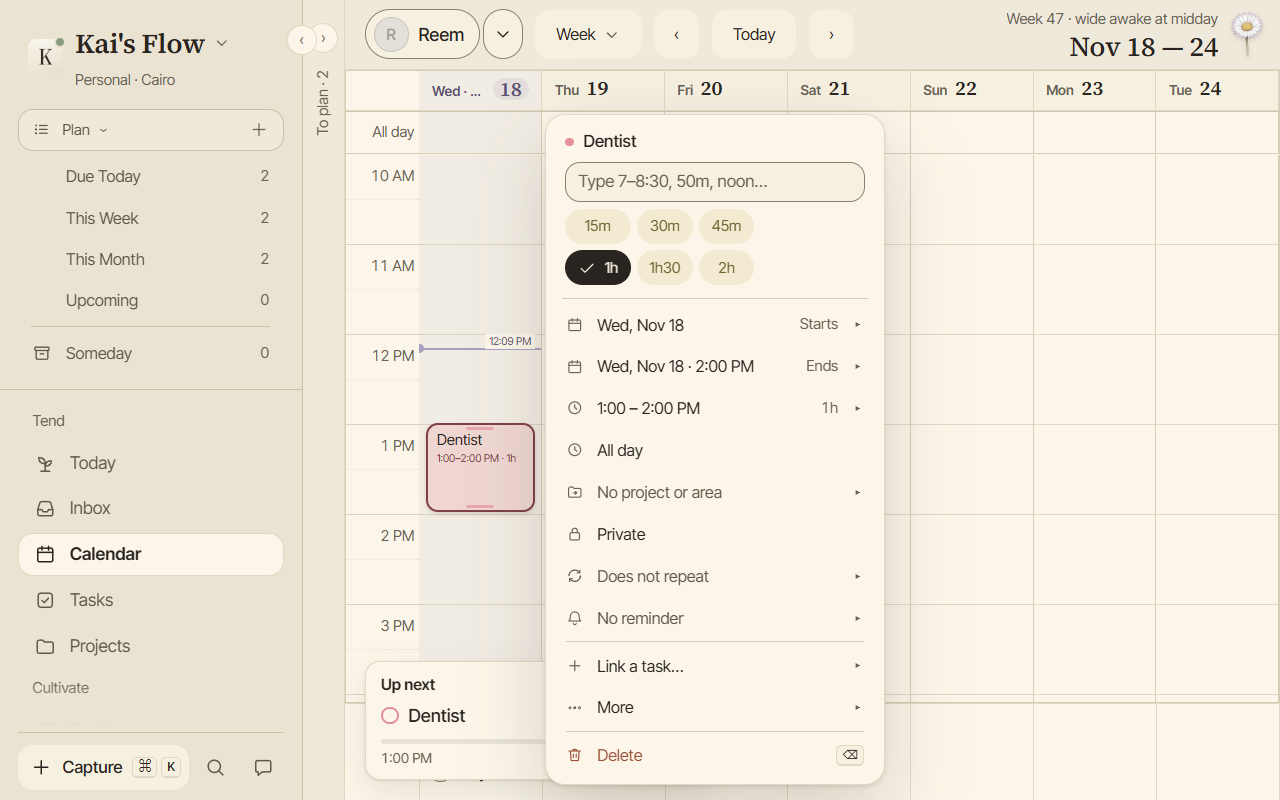 K
Kai's Flow
Personal · Cairo
Plan
Due Today 2
This Week 2
This Month 2
Upcoming 0
Someday 0
Tend
Today
Inbox
Calendar
Tasks
Projects
Cultivate
Capture ⌘ K
‹ ›
To plan · 2
R Reem
Week
‹
Today
›
Week 47 · wide awake at midday
Nov 18 — 24
Wed · ... 18
Thu 19
Fri 20
Sat 21
Sun 22
Mon 23
Tue 24
All day
10 AM
11 AM
12 PM
12:09 PM
1 PM
Dentist
1:00–2:00 PM · 1h
2 PM
3 PM
Up next
Dentist
1:00 PM
Dentist
Type 7–8:30, 50m, noon...
15m 30m 45m
1h 1h30 2h
Wed, Nov 18 Starts
Wed, Nov 18 · 2:00 PM Ends
1:00 – 2:00 PM 1h
All day
No project or area
Private
Does not repeat
No reminder
Link a task...
More
Delete ⌫